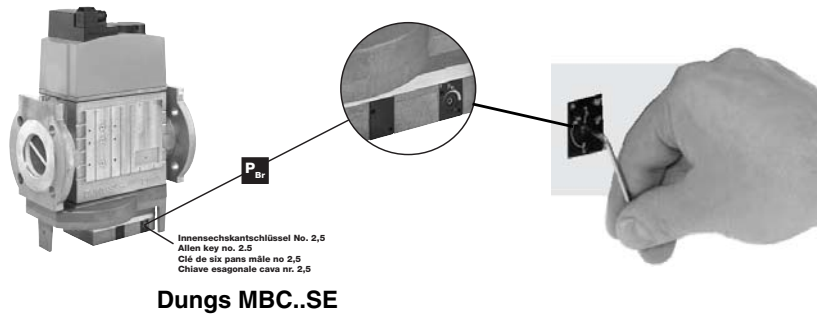 P Br
Innensechskantschlüssel No. 2,5
Allen key no. 2.5
Clé de six pans mâle no 2,5
Chiave esagonale cava nr. 2,5
Dungs MBC..SE